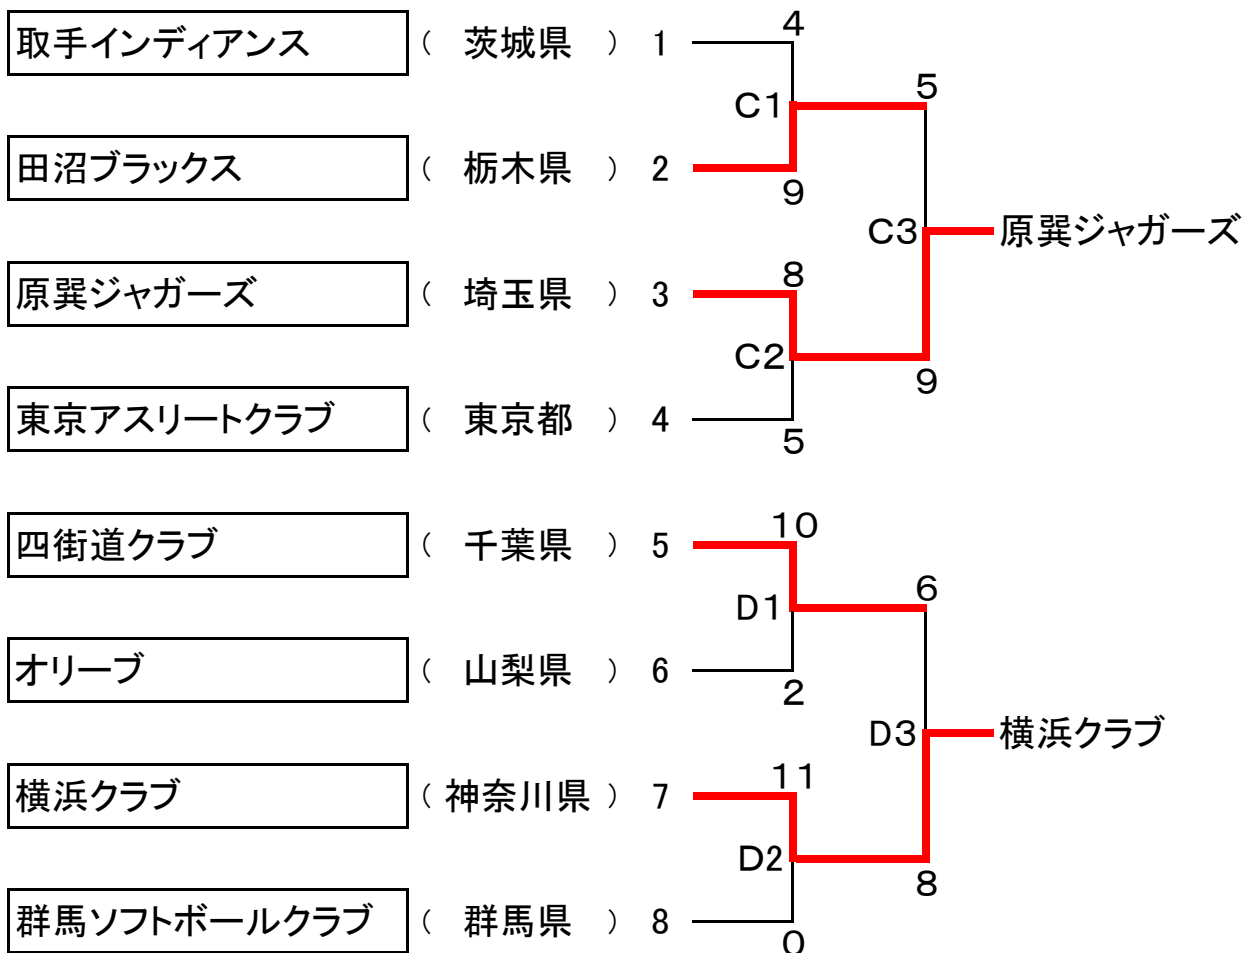 取手インディアンス ( 茨城県 ) 1
4
C1
5
田沼ブラックス ( 栃木県 ) 2
9
C3 原巽ジャガーズ
原巽ジャガーズ ( 埼玉県 ) 3
8
C2
9
東京アスリートクラブ ( 東京都 ) 4
5
四街道クラブ ( 千葉県 ) 5
10
D1
6
オリーブ ( 山梨県 ) 6
2
D3 横浜クラブ
横浜クラブ ( 神奈川県 ) 7
11
D2
8
群馬ソフトボールクラブ ( 群馬県 ) 8
0